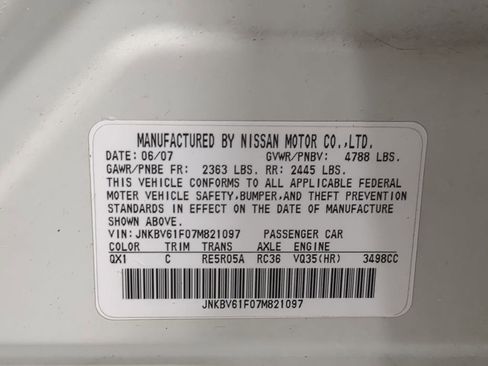 MANUFACTURED BY NISSAN MOTOR CO.,LTD.
DATE: 06/07 GVWR/PNBV: 4788 LBS.
GAWR/PNBE FR: 2363 LBS. RR: 2445 LBS.
THIS VEHICLE CONFORMS TO ALL APPLICABLE FEDERAL
MOTOR VEHICLE SAFETY,BUMPER,AND THEFT PREVENTION
STANDARDS IN EFFECT ON THE DATE OF MANUFACTURE
SHOWN ABOVE.
VIN: JNKBV61F07M821097 PASSENGER CAR
COLOR TRIM TRANS AXLE ENGINE
QX1 C RE5R05A RC36 VQ35(HR) 3498CC
JNKBV61F07M821097